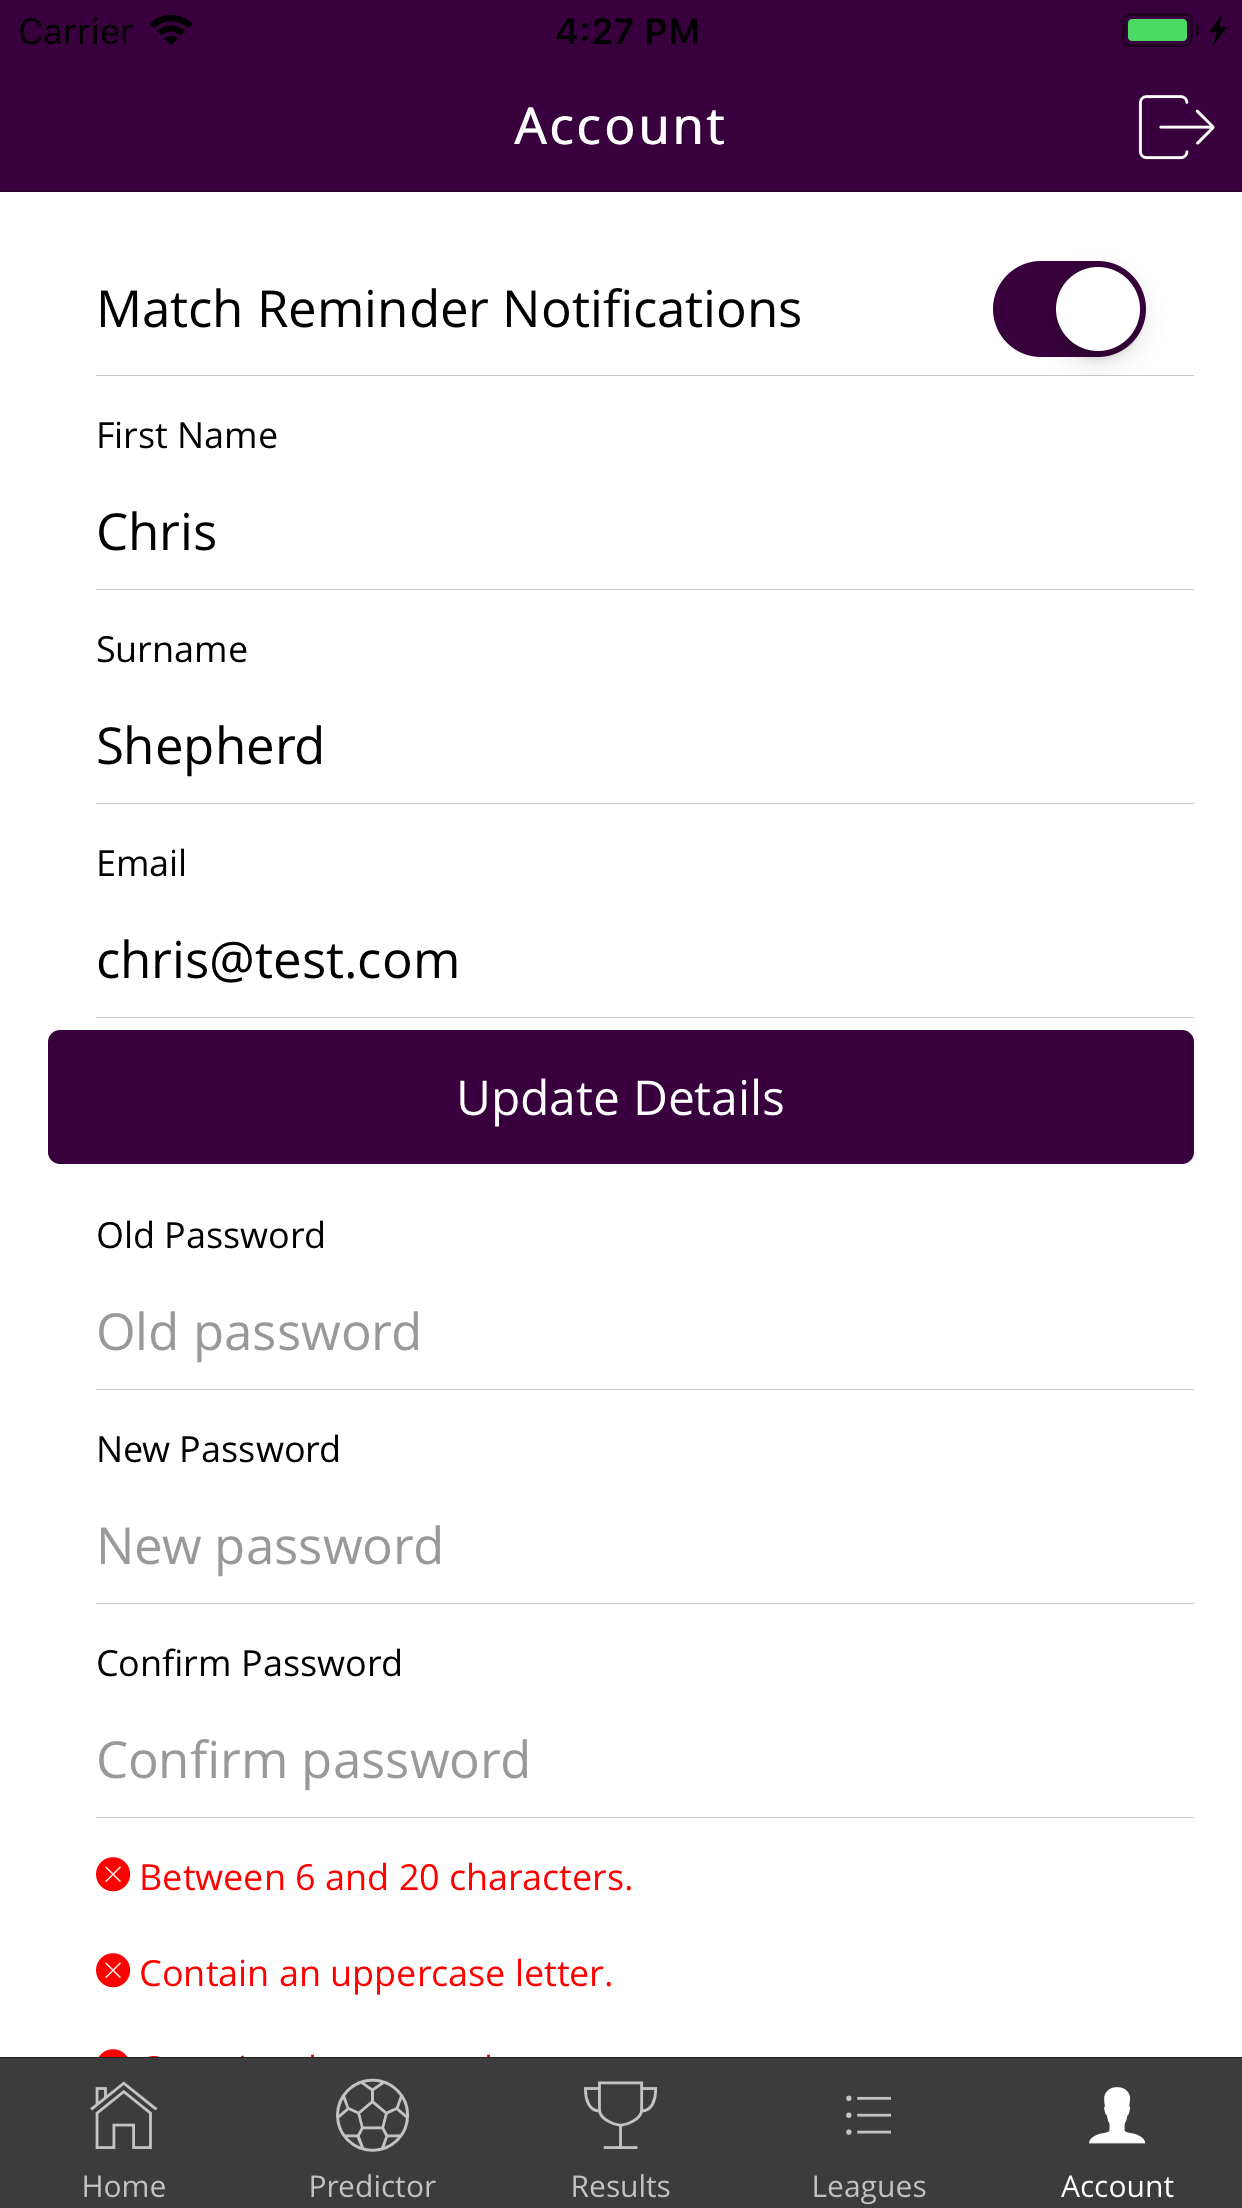 Carrier 4:27 PM
Account
Match Reminder Notifications
First Name
Chris
Surname
Shepherd
Email
chris@test.com
Update Details
Old Password
Old password
New Password
New password
Confirm Password
Confirm password
Between 6 and 20 characters.
Contain an uppercase letter.
Home Predictor Results Leagues Account